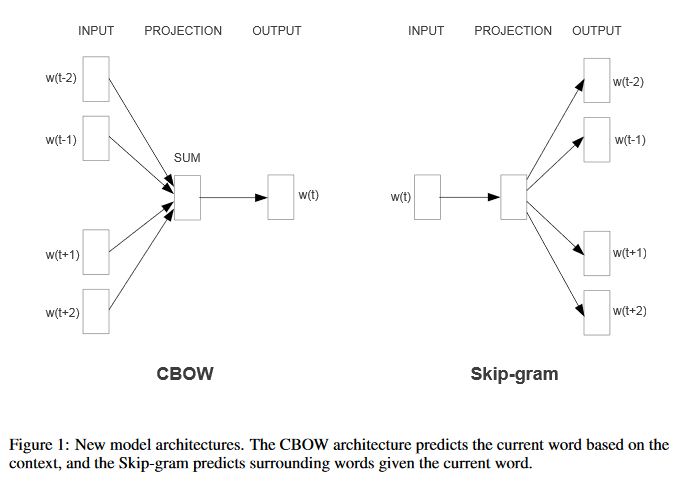 INPUT PROJECTION OUTPUT
w(t-2)
w(t-1)
SUM
w(t)
w(t+1)
w(t+2)
CBOW
INPUT PROJECTION OUTPUT
w(t-2)
w(t-1)
w(t)
w(t+1)
w(t+2)
Skip-gram
Figure 1: New model architectures. The CBOW architecture predicts the current word based on the
context, and the Skip-gram predicts surrounding words given the current word.